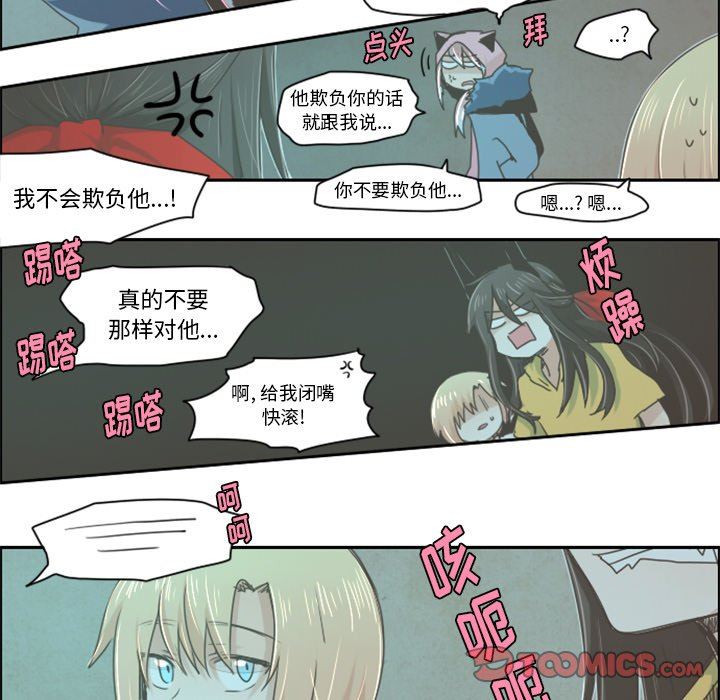 点头
拜
..?
他欺负你的话
就跟我说...
我不会欺负他...!
你不要欺负他...
嗯...? 嗯...
踢嗒
真的不要
那样对他...
烦躁
踢嗒
啊, 给我闭嘴
快滚!
踢嗒
呵呵
咳呃呃
TOOMICS.COM